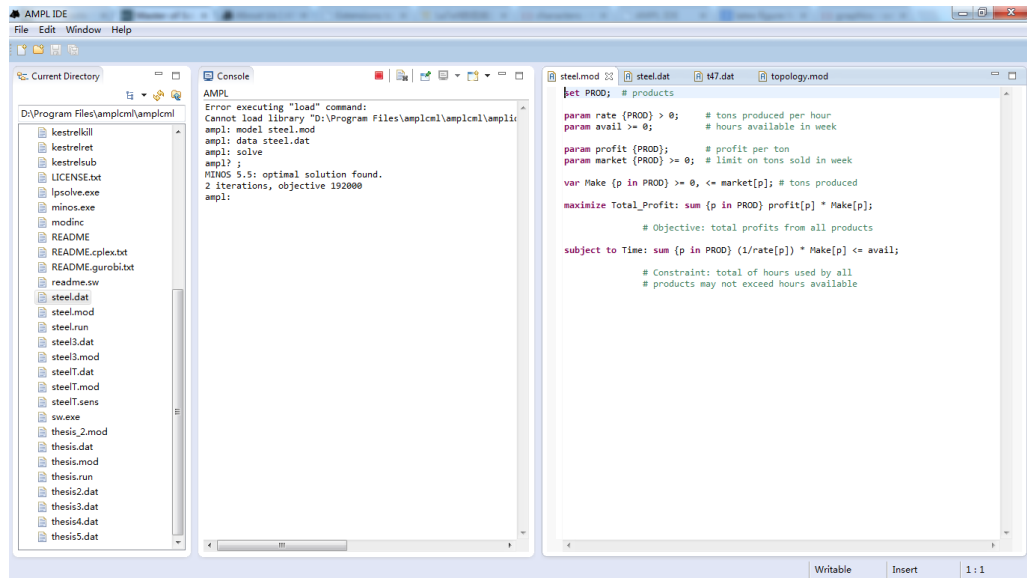 AMPL IDE
File Edit Window Help
Current Directory
D:\Program Files\amplcml\amplcml
kestrelkill
kestrelret
kestrelsub
LICENSE.txt
lpsolve.exe
minos.exe
modinc
README
README.cplex.txt
README.gurobi.txt
readme.sw
steel.dat
steel.mod
steel.run
steel3.dat
steel3.mod
steelT.dat
steelT.mod
steelT.sens
sw.exe
thesis_2.mod
thesis.dat
thesis.mod
thesis.run
thesis2.dat
thesis3.dat
thesis4.dat
thesis5.dat
Console
AMPL
Error executing "load" command:
Cannot load library "D:\Program Files\amplcml\amplcml\amplic
ampl: model steel.mod
ampl: data steel.dat
ampl: solve
ampl? ;
MINOS 5.5: optimal solution found.
2 iterations, objective 192000
ampl:
steel.mod steel.dat t47.dat topology.mod
set PROD; # products
param rate {PROD} > 0; # tons produced per hour
param avail >= 0; # hours available in week
param profit {PROD}; # profit per ton
param market {PROD} >= 0; # limit on tons sold in week
var Make {p in PROD} >= 0, <= market[p]; # tons produced
maximize Total_Profit: sum {p in PROD} profit[p] * Make[p];
# Objective: total profits from all products
subject to Time: sum {p in PROD} (1/rate[p]) * Make[p] <= avail;
# Constraint: total of hours used by all
# products may not exceed hours available
Writable Insert 1 : 1